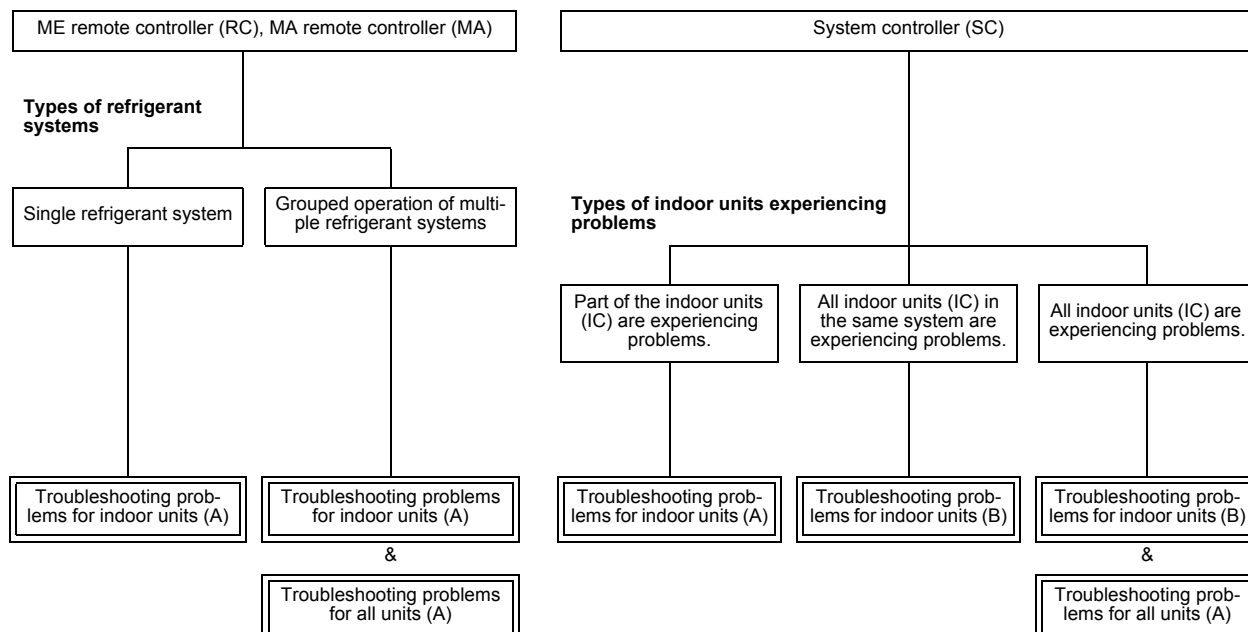 ME remote controller (RC), MA remote controller (MA)
System controller (SC)
Types of refrigerant
systems
Single refrigerant system
Grouped operation of multi-
ple refrigerant systems
Types of indoor units experiencing
problems
Part of the indoor units
(IC) are experiencing
problems.
All indoor units (IC) in
the same system are
experiencing problems.
All indoor units (IC) are
experiencing problems.
Troubleshooting prob-
lems for indoor units (A)
Troubleshooting problems
for indoor units (A)
&
Troubleshooting problems
for all units (A)
Troubleshooting prob-
lems for indoor units (A)
Troubleshooting prob-
lems for indoor units (B)
Troubleshooting prob-
lems for indoor units (B)
&
Troubleshooting prob-
lems for all units (A)